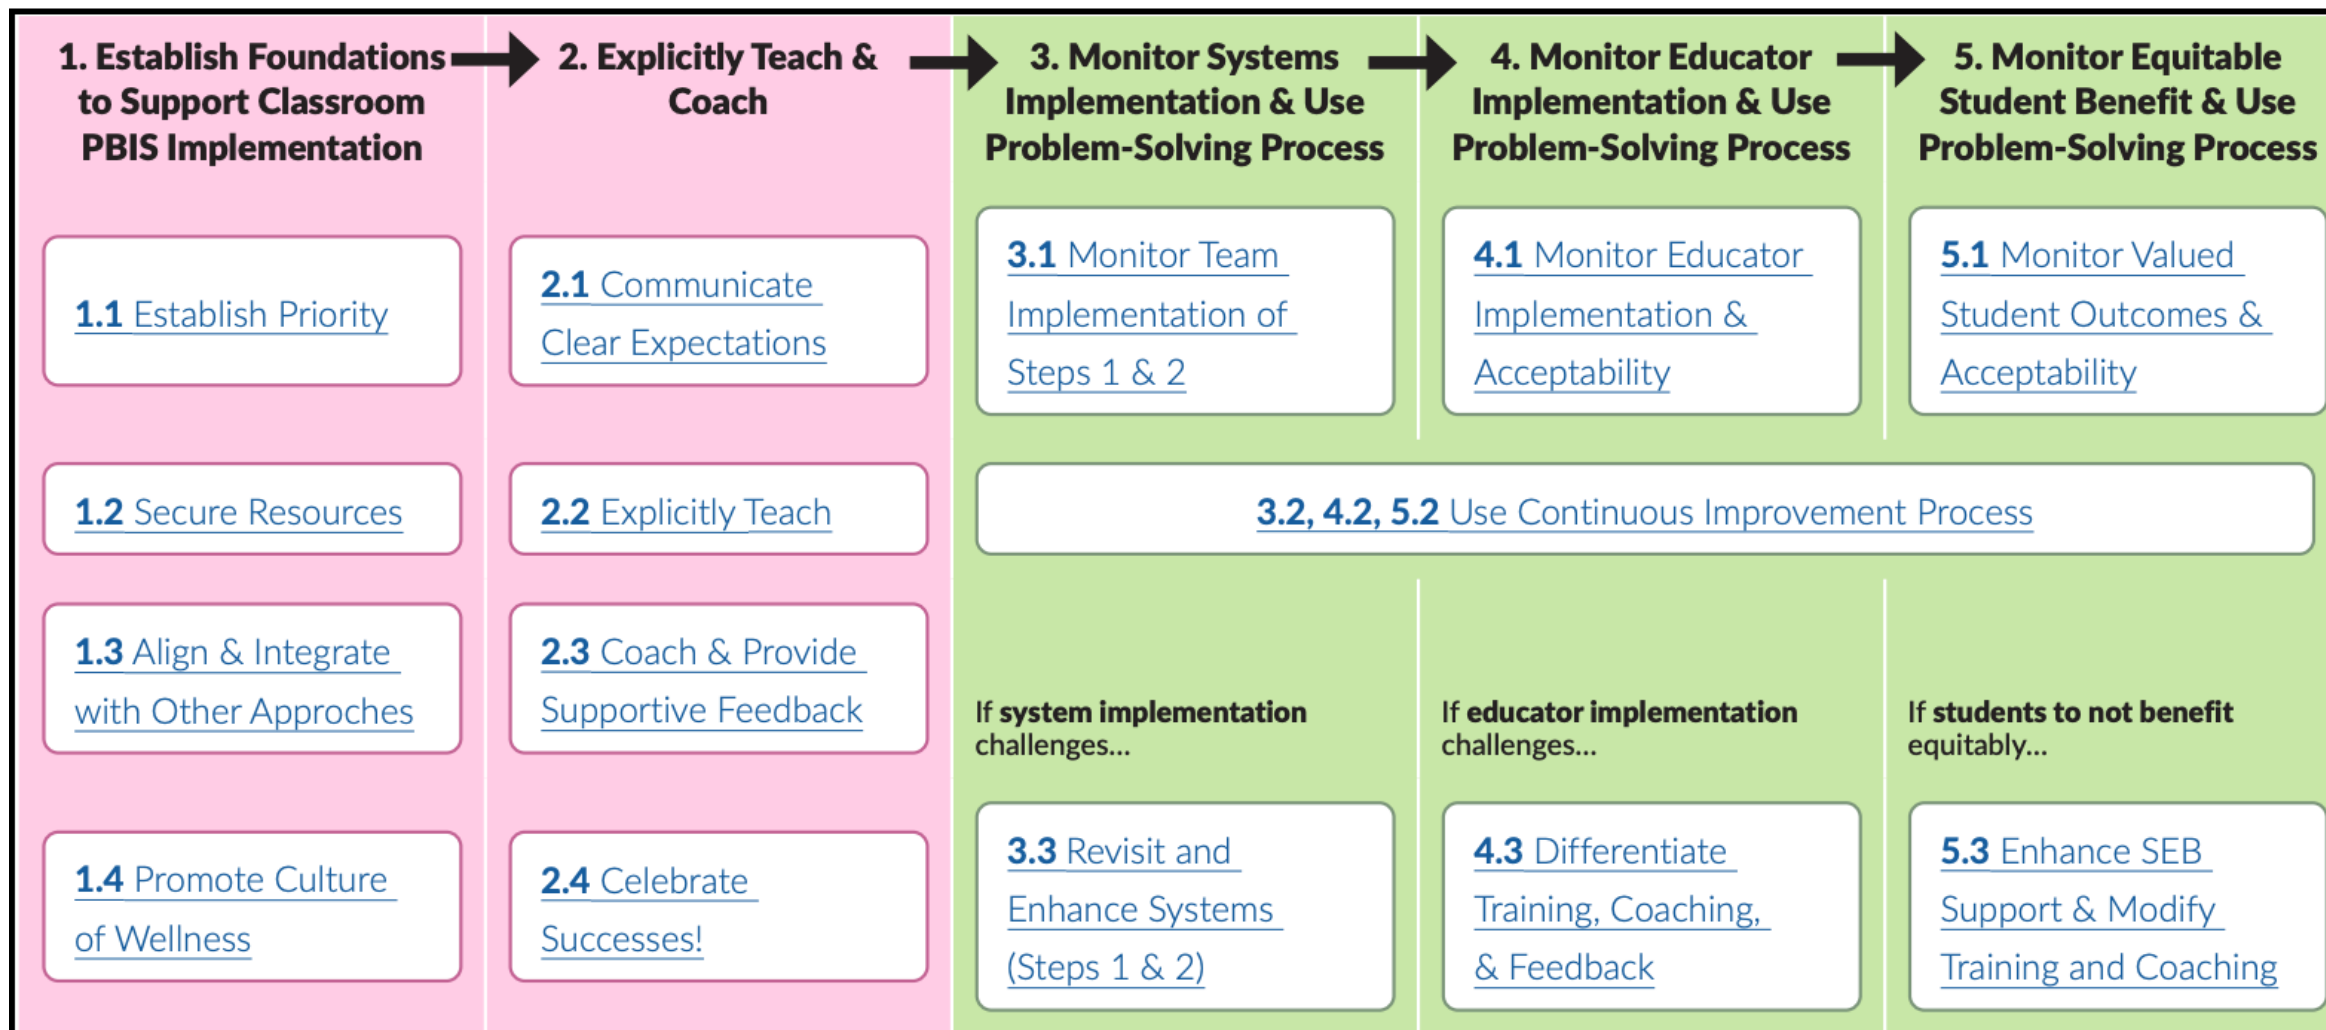 1. Establish Foundations
to Support Classroom
PBIS Implementation
1.1 Establish Priority
1.2 Secure Resources
1.3 Align & Integrate
with Other Approches
1.4 Promote Culture
of Wellness
2. Explicitly Teach &
Coach
2.1 Communicate
Clear Expectations
2.2 Explicitly Teach
2.3 Coach & Provide
Supportive Feedback
2.4 Celebrate
Successes!
3. Monitor Systems
Implementation & Use
Problem-Solving Process
3.1 Monitor Team
Implementation of
Steps 1 & 2
4. Monitor Educator
Implementation & Use
Problem-Solving Process
4.1 Monitor Educator
Implementation &
Acceptability
5. Monitor Equitable
Student Benefit & Use
Problem-Solving Process
5.1 Monitor Valued
Student Outcomes &
Acceptability
3.2, 4.2, 5.2 Use Continuous Improvement Process
If system implementation
challenges...
3.3 Revisit and
Enhance Systems
(Steps 1 & 2)
If educator implementation
challenges...
4.3 Differentiate
Training, Coaching,
& Feedback
If students to not benefit
equitably...
5.3 Enhance SEB
Support & Modify
Training and Coaching